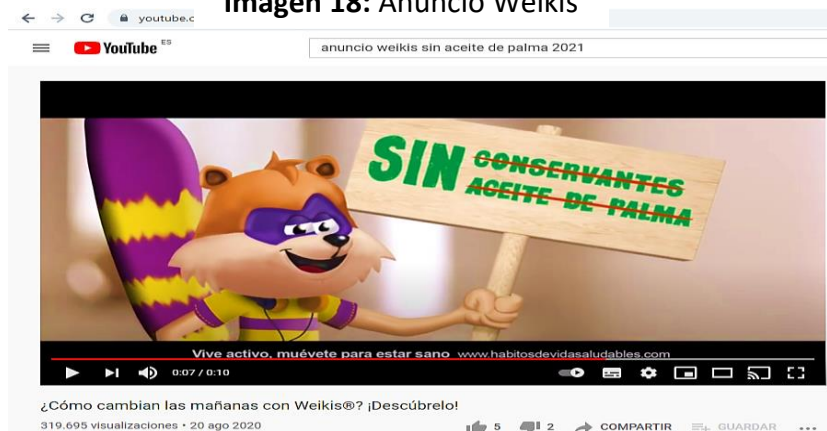 Imagen 18: Anuncio Weikis
youtube.c
YouTube ES
anuncio weikis sin aceite de palma 2021
SIN CONSERVANTES
ACEITE DE PALMA
Vive activo, muévete para estar sano www.habitosdevidasaludables.com
0:07 / 0:10
¿Cómo cambian las mañanas con Weikis®? ¡Descúbrelo!
319.695 visualizaciones • 20 ago 2020
5 2 COMPARTIR GUARDAR